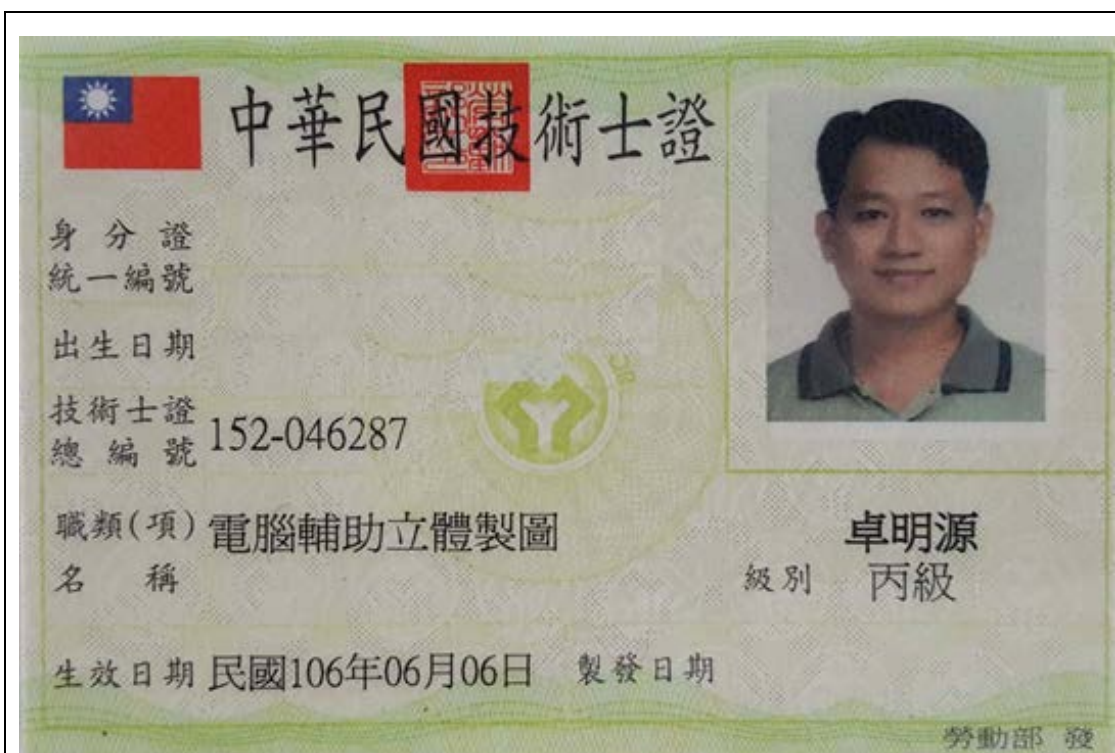 中華民國技術士證
身分證
統一編號
出生日期
技術士證
總編號 152-046287
職類(項)
名稱 電腦輔助立體製圖
卓明源
級別 丙級
生效日期 民國106年06月06日 製發日期
勞動部 發